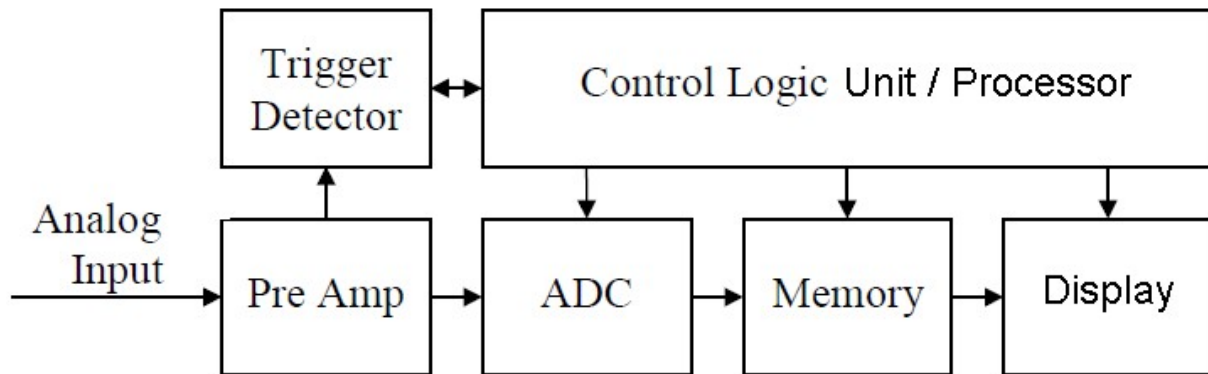 Trigger
Detector
Control Logic Unit / Processor
Analog
Input
Pre Amp
ADC
Memory
Display